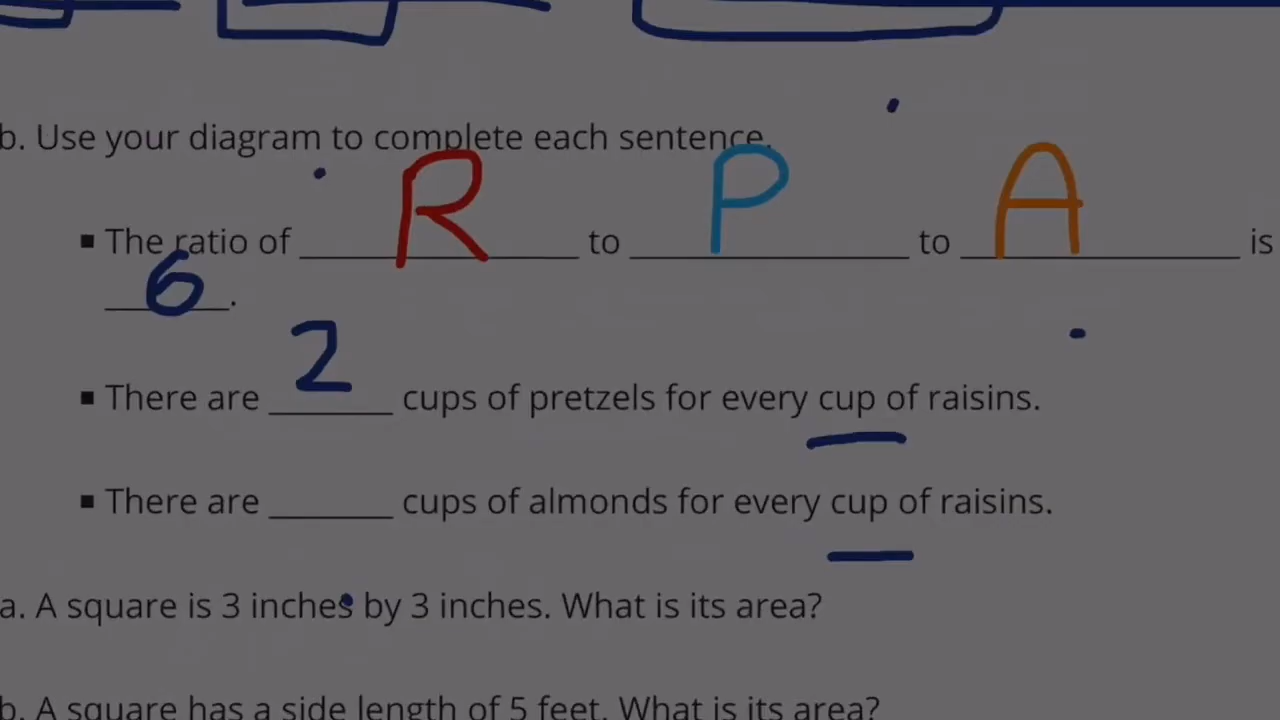 b. Use your diagram to complete each sentence.
▪ The ratio of R to P to A is
6.
▪ There are 2 cups of pretzels for every cup of raisins.
▪ There are ______ cups of almonds for every cup of raisins.
a. A square is 3 inches by 3 inches. What is its area?
b. A square has a side length of 5 feet. What is its area?